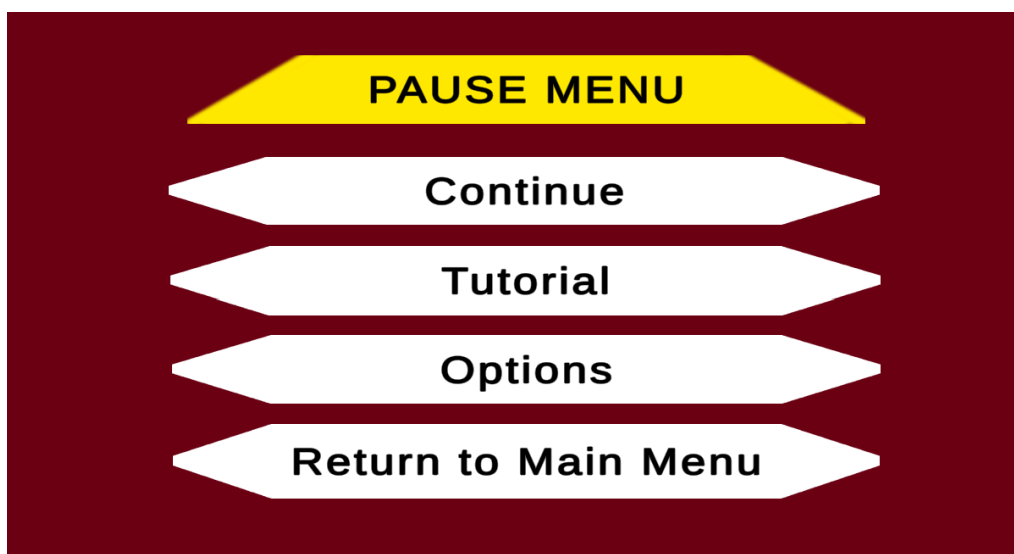 PAUSE MENU
Continue
Tutorial
Options
Return to Main Menu